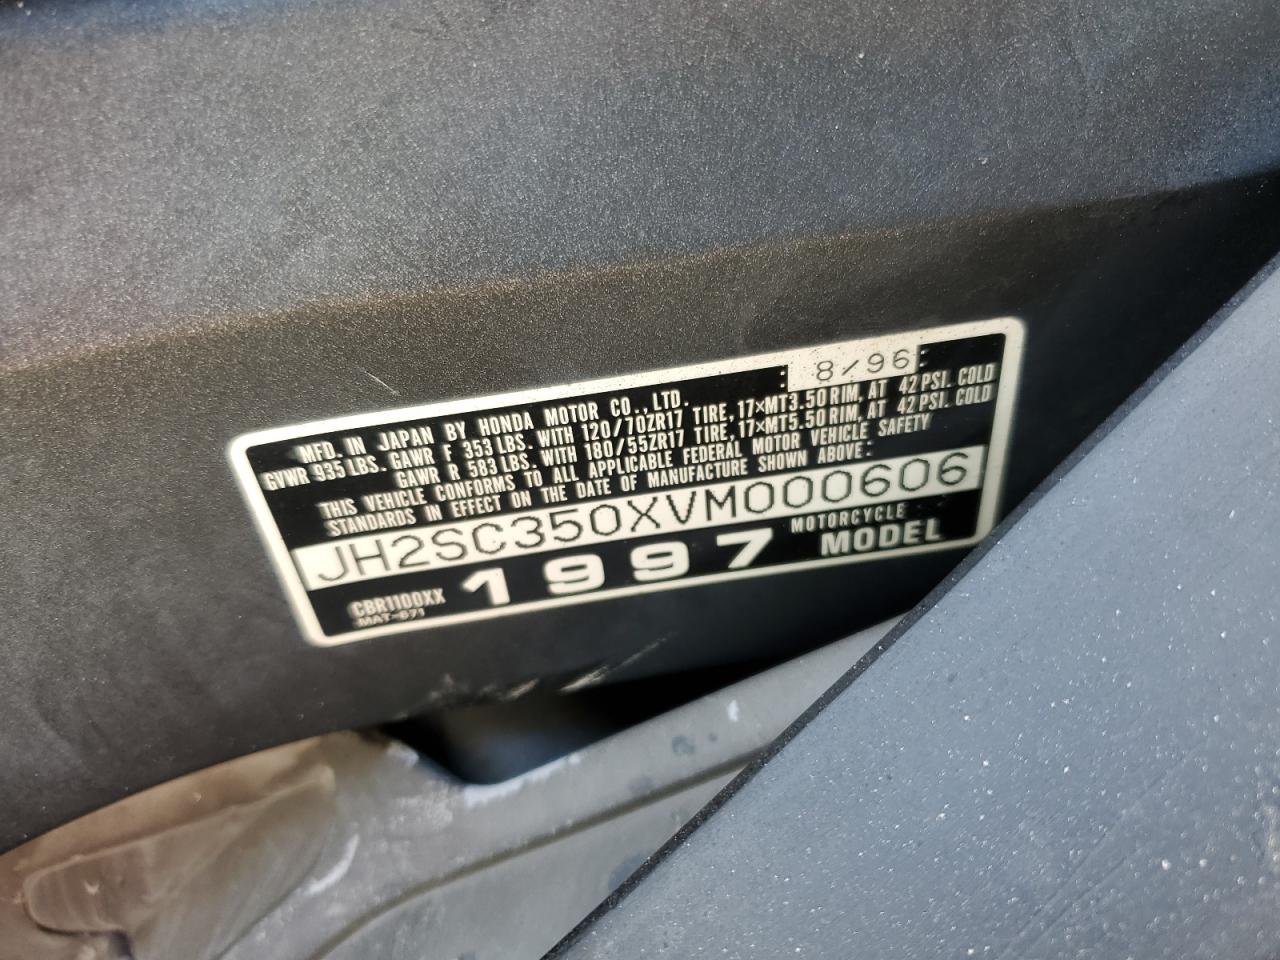 8/96
MFD. IN JAPAN BY HONDA MOTOR CO., LTD.
GVWR 935 LBS. GAWR F 353 LBS. WITH 120/70ZR17 TIRE, 17×MT3.50 RIM, AT 42 PSI. COLD
GAWR R 583 LBS. WITH 180/55ZR17 TIRE, 17×MT5.50 RIM, AT 42 PSI. COLD
THIS VEHICLE CONFORMS TO ALL APPLICABLE FEDERAL MOTOR VEHICLE SAFETY
STANDARDS IN EFFECT ON THE DATE OF MANUFACTURE SHOWN ABOVE:
JH2SC350XVM000606
CBR1100XX 1997 MOTORCYCLE
MAT-671 MODEL